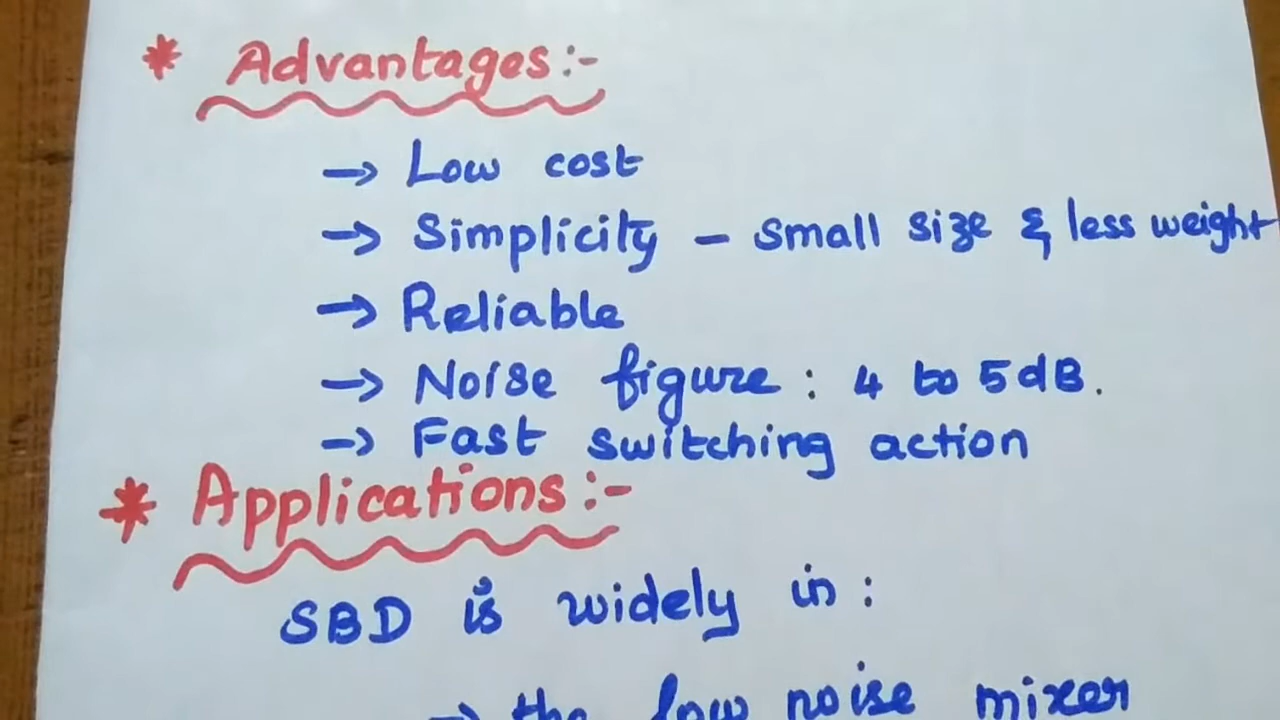 * Advantages:-
→ Low cost
→ Simplicity - small size & less weight
→ Reliable
→ Noise figure : 4 to 5dB.
→ Fast switching action
* Applications:-
SBD is widely in :
→ the low noise mixer